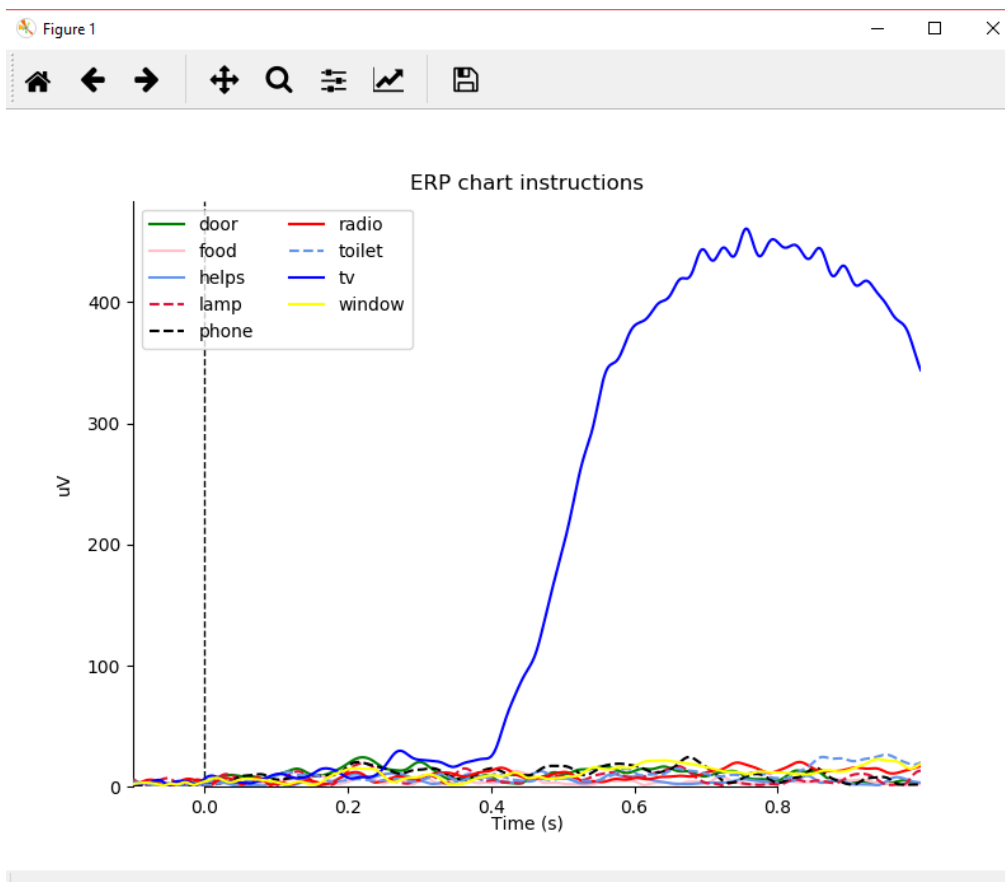 Figure 1
ERP chart instructions
door
food
helps
lamp
phone
radio
toilet
tv
window
uV
400
300
200
100
0
0.0 0.2 0.4 0.6 0.8
Time (s)